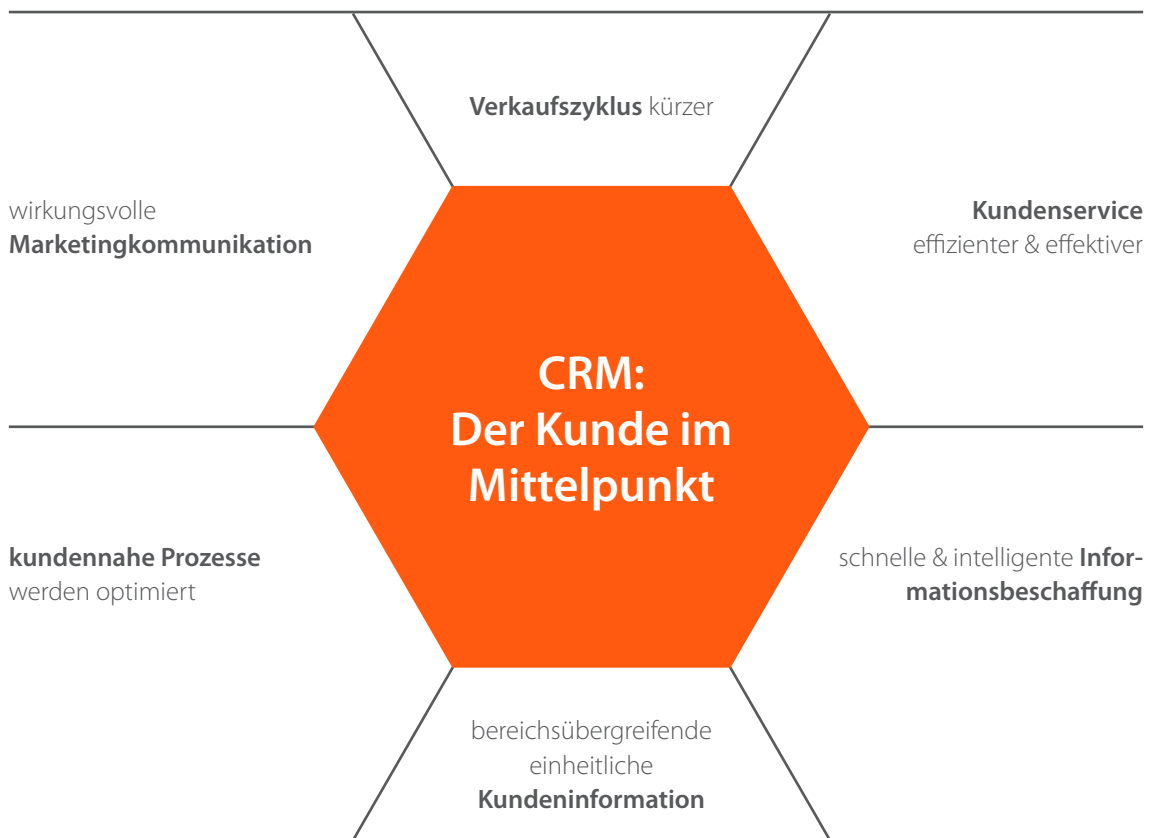 Verkaufszyklus kürzer
wirkungsvolle
Marketingkommunikation
Kundenservice
effizienter & effektiver
CRM:
Der Kunde im
Mittelpunkt
kundennahe Prozesse
werden optimiert
schnelle & intelligente Infor-
mationsbeschaffung
bereichsübergreifende
einheitliche
Kundeninformation